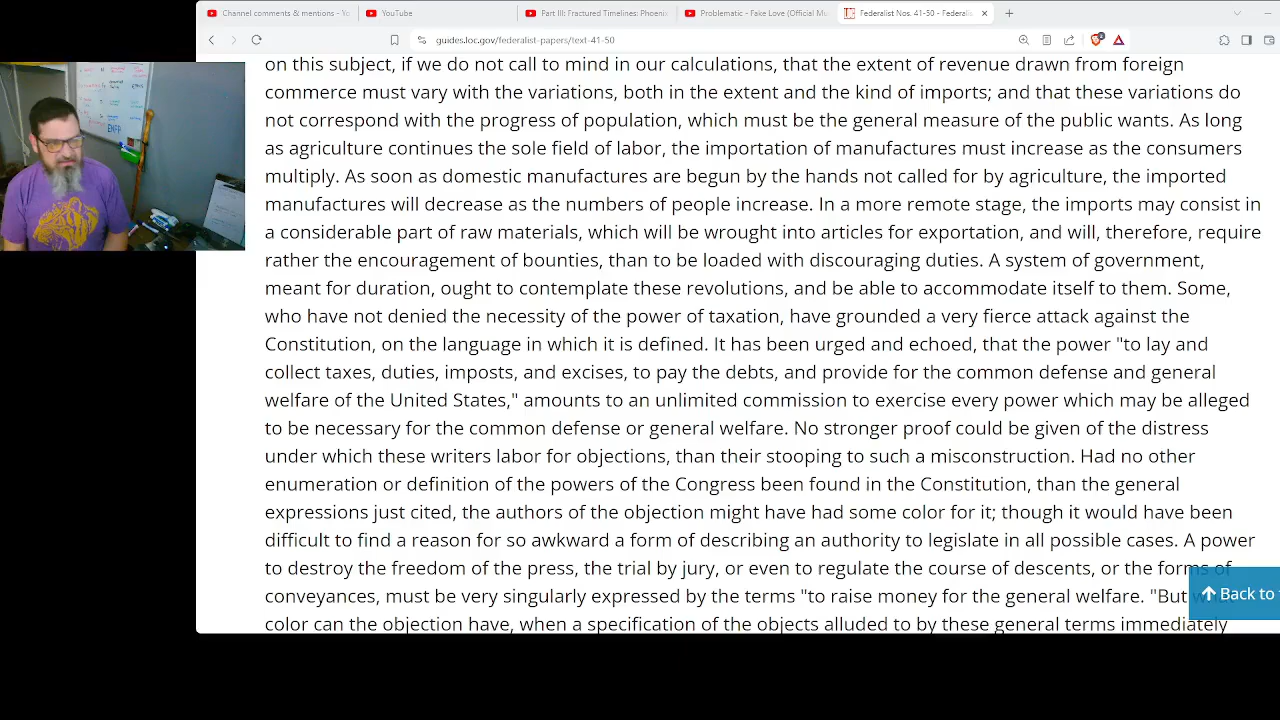 Channel comments & mentions - Yo
YouTube
Part III: Fractured Timelines: Phoenix
Problematic - Fake Love (Official Mu
Federalist Nos. 41-50 - Federalis
guides.loc.gov/federalist-papers/text-41-50
on this subject, if we do not call to mind in our calculations, that the extent of revenue drawn from foreign
commerce must vary with the variations, both in the extent and the kind of imports; and that these variations do
not correspond with the progress of population, which must be the general measure of the public wants. As long
as agriculture continues the sole field of labor, the importation of manufactures must increase as the consumers
multiply. As soon as domestic manufactures are begun by the hands not called for by agriculture, the imported
manufactures will decrease as the numbers of people increase. In a more remote stage, the imports may consist in
a considerable part of raw materials, which will be wrought into articles for exportation, and will, therefore, require
rather the encouragement of bounties, than to be loaded with discouraging duties. A system of government,
meant for duration, ought to contemplate these revolutions, and be able to accommodate itself to them. Some,
who have not denied the necessity of the power of taxation, have grounded a very fierce attack against the
Constitution, on the language in which it is defined. It has been urged and echoed, that the power "to lay and
collect taxes, duties, imposts, and excises, to pay the debts, and provide for the common defense and general
welfare of the United States," amounts to an unlimited commission to exercise every power which may be alleged
to be necessary for the common defense or general welfare. No stronger proof could be given of the distress
under which these writers labor for objections, than their stooping to such a misconstruction. Had no other
enumeration or definition of the powers of the Congress been found in the Constitution, than the general
expressions just cited, the authors of the objection might have had some color for it; though it would have been
difficult to find a reason for so awkward a form of describing an authority to legislate in all possible cases. A power
to destroy the freedom of the press, the trial by jury, or even to regulate the course of descents, or the forms of
conveyances, must be very singularly expressed by the terms "to raise money for the general welfare. "But what
color can the objection have, when a specification of the objects alluded to by these general terms immediately
Back to